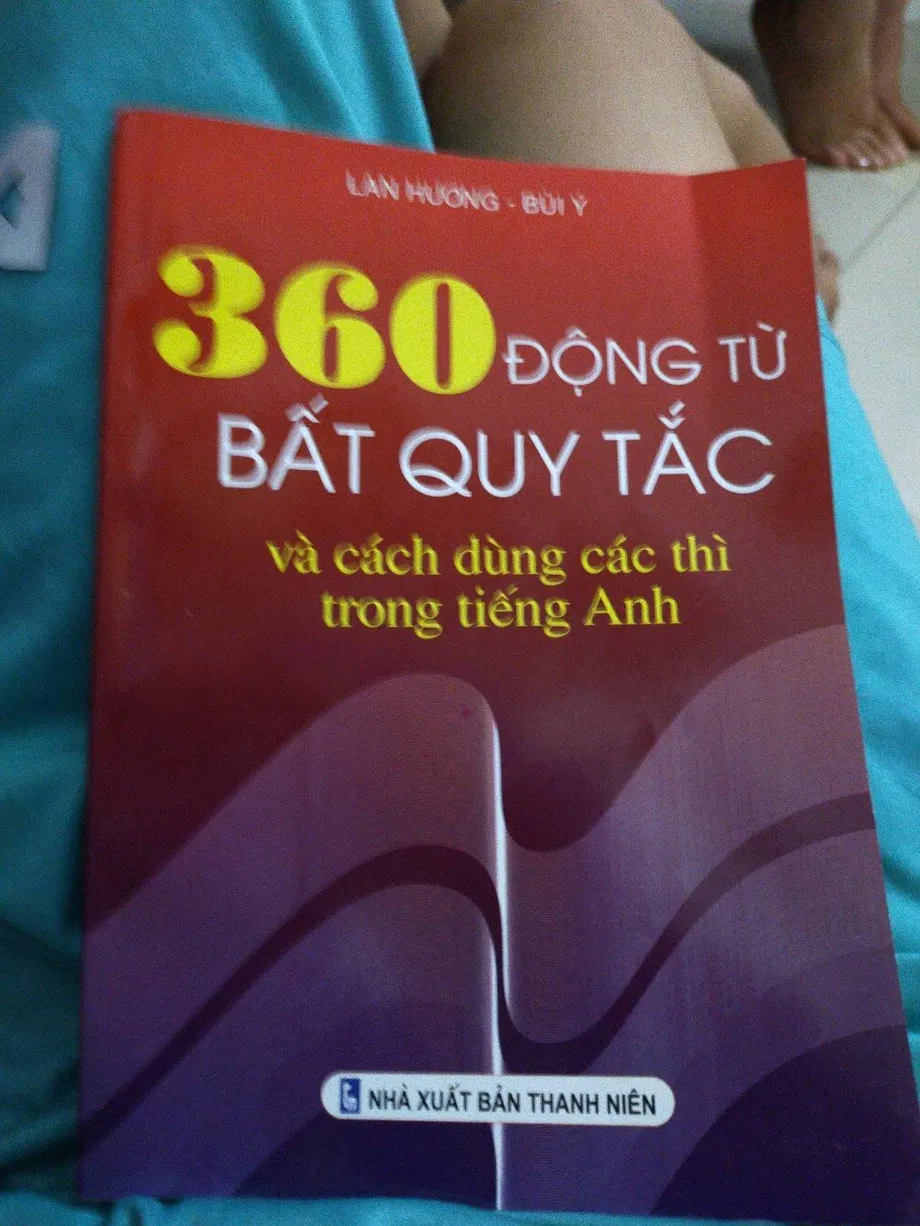 LAN HƯƠNG - BÙI Ý
360 ĐỘNG TỪ
BẤT QUY TẮC
và cách dùng các thì
trong tiếng Anh
NHÀ XUẤT BẢN THANH NIÊN